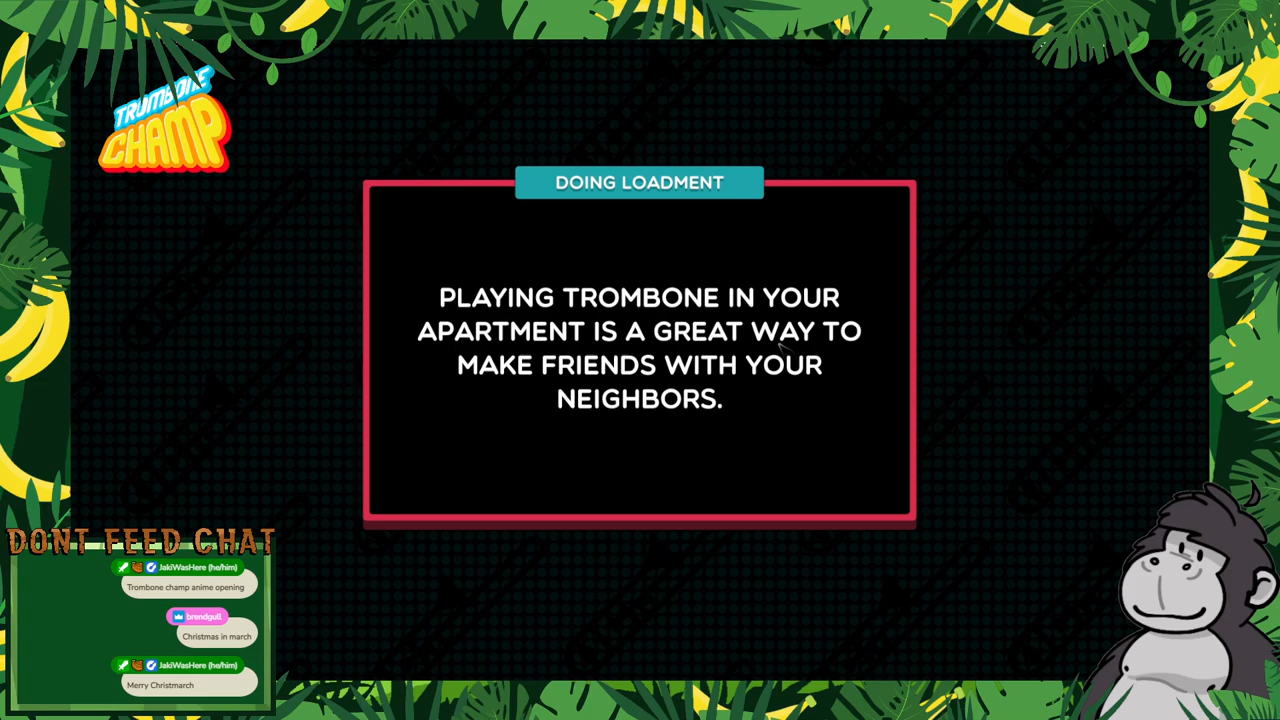 TROMBONE
CHAMP
DOING LOADMENT
PLAYING TROMBONE IN YOUR
APARTMENT IS A GREAT WAY TO
MAKE FRIENDS WITH YOUR
NEIGHBORS.
DONT FEED CHAT
JakiWasHere (he/him)
Trombone champ anime opening
brendgull
Christmas in march
JakiWasHere (he/him)
Merry Christmarch